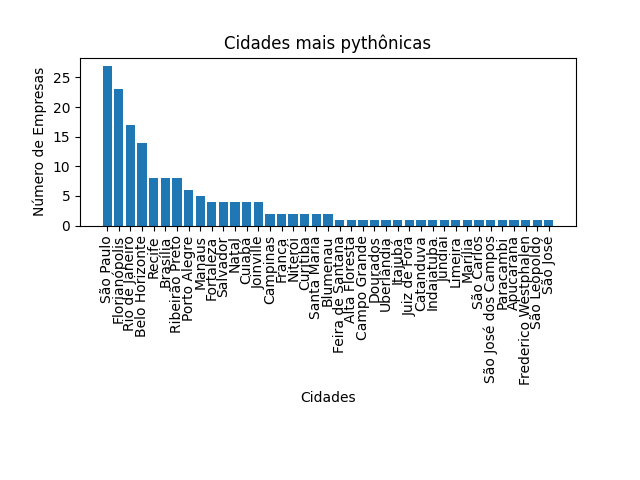 Cidades mais pythônicas
Número de Empresas
25
20
15
10
5
0
São Paulo
Florianópolis
Rio de Janeiro
Belo Horizonte
Recife
Brasília
Ribeirão Preto
Porto Alegre
Manaus
Fortaleza
Salvador
Natal
Cuiabá
Joinville
Campinas
Franca
Niterói
Curitiba
Santa Maria
Blumenau
Feira de Santana
Alta Floresta
Campo Grande
Dourados
Uberlândia
Itajubá
Juiz de Fora
Catanduva
Indaiatuba
Jundiaí
Limeira
Marília
São Carlos
São José dos Campos
Paracambi
Apucarana
Frederico Westphalen
São Leopoldo
São José
Cidades